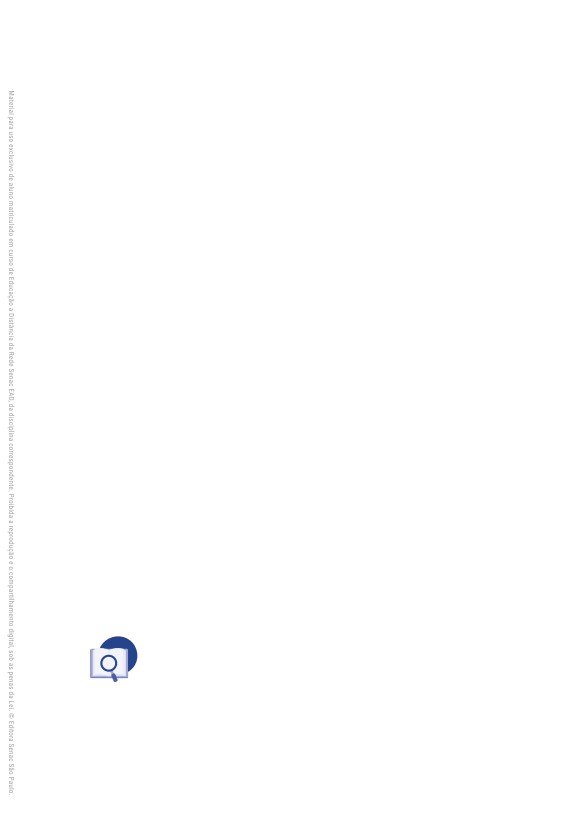 Material para uso exclusivo de aluno matriculado em curso de Educação a Distância da Rede Senac EAD, da disciplina correspondente. Proibida a reprodução e o compartilhamento digital, sob as penas da Lei. © Editora Senac São Paulo.